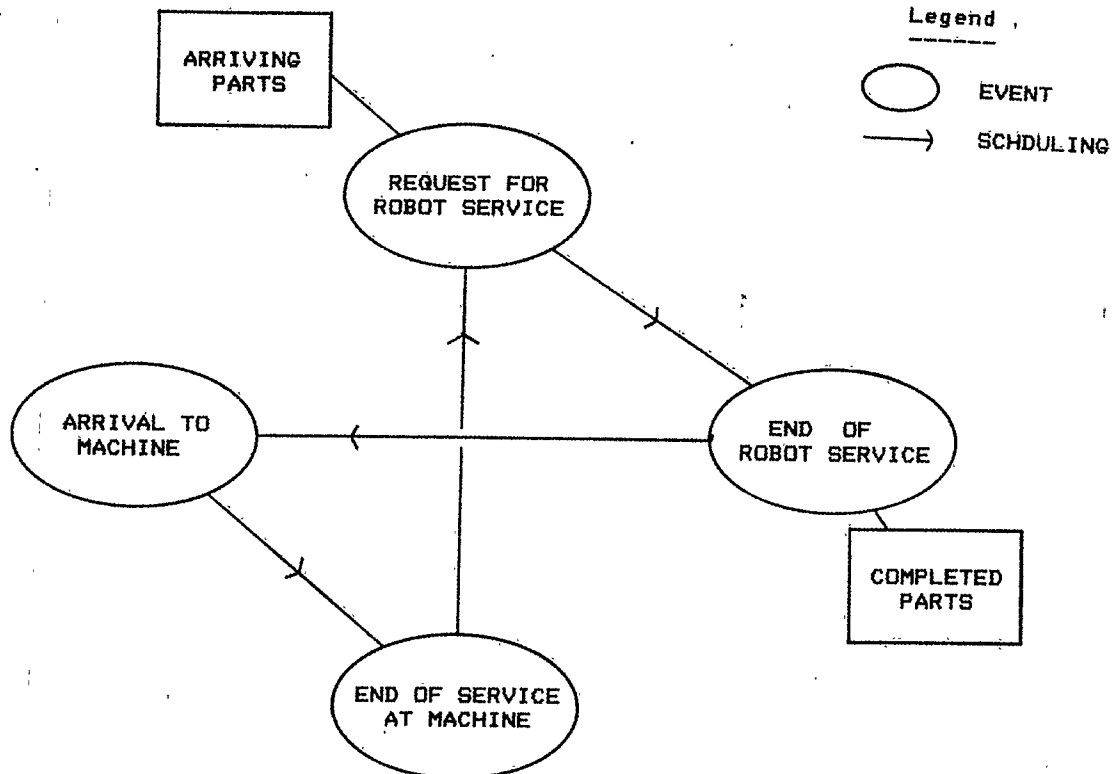 Legend
ARRIVING
PARTS
EVENT
SCHDULING
REQUEST FOR
ROBOT SERVICE
ARRIVAL TO
MACHINE
END OF
ROBOT SERVICE
COMPLETED
PARTS
END OF SERVICE
AT MACHINE